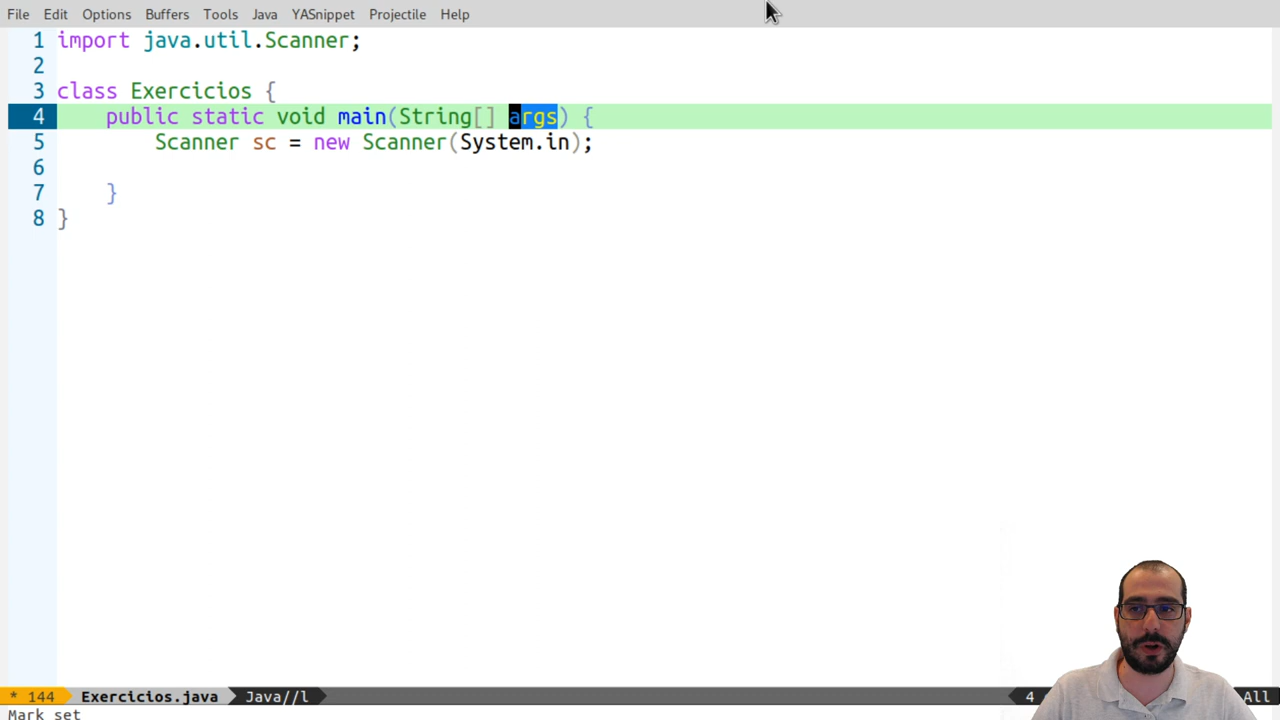 File Edit Options Buffers Tools Java YASnippet Projectile Help
1 import java.util.Scanner;
2
3 class Exercicios {
4     public static void main(String[] args) {
5         Scanner sc = new Scanner(System.in);
6
7     }
8 }
* 144 Exercicios.java Java//l 4 All
Mark set